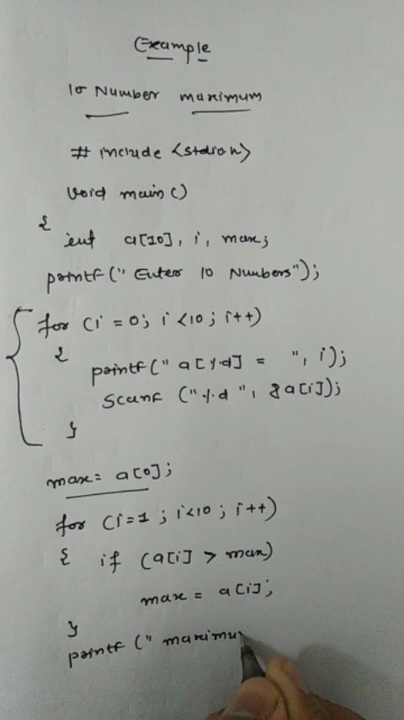 Example
10 Number maximum
# include <stdio.h>
void main()
{
int a[10], i, max;
printf(" Enter 10 Numbers");
for (i = 0; i <10 ; i++)
{
printf(" a[%d] = ", i);
scanf ("%d ", &a[i]);
}
max= a[0];
for (i=1 ; i<10 ; i++)
{ if (a[i] > max)
max = a[i];
}
printf (" maximu